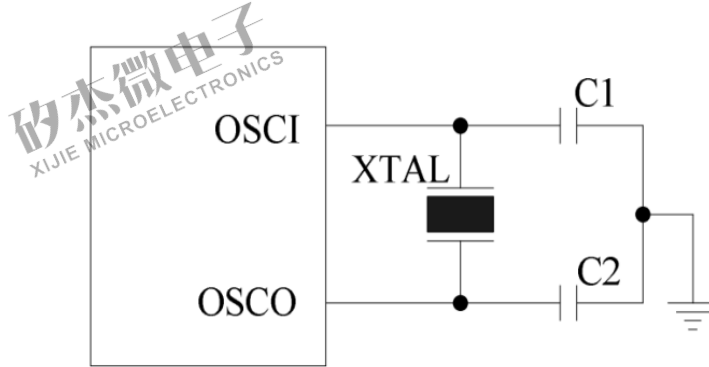 矽杰微电子
XIJIE MICROELECTRONICS
C1
OSCI
XTAL
C2
OSCO